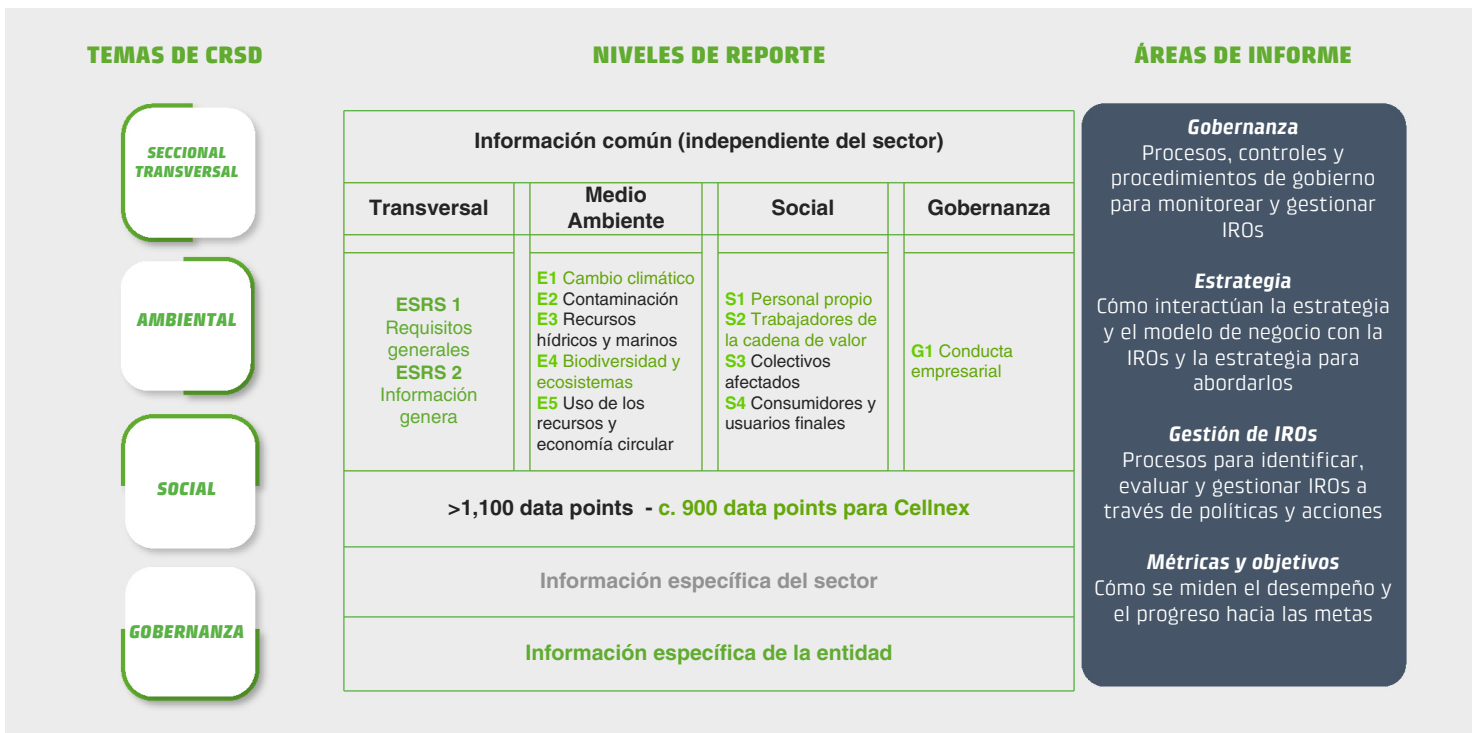 TEMAS DE CRSD
NIVELES DE REPORTE
ÁREAS DE INFORME
SECCIONAL
TRANSVERSAL
AMBIENTAL
SOCIAL
GOBERNANZA
Información común (independiente del sector)
Transversal
Medio
Ambiente
Social
Gobernanza
ESRS 1
Requisitos
generales
ESRS 2
Información
genera
E1 Cambio climático
E2 Contaminación
E3 Recursos
hídricos y marinos
E4 Biodiversidad y
ecosistemas
E5 Uso de los
recursos y
economía circular
S1 Personal propio
S2 Trabajadores de
la cadena de valor
S3 Colectivos
afectados
S4 Consumidores y
usuarios finales
G1 Conducta
empresarial
>1,100 data points - c. 900 data points para Cellnex
Información específica del sector
Información específica de la entidad
Gobernanza
Procesos, controles y
procedimientos de gobierno
para monitorear y gestionar
IROs
Estrategia
Cómo interactúan la estrategia
y el modelo de negocio con la
IROs y la estrategia para
abordarlos
Gestión de IROs
Procesos para identificar,
evaluar y gestionar IROs a
través de políticas y acciones
Métricas y objetivos
Cómo se miden el desempeño y
el progreso hacia las metas